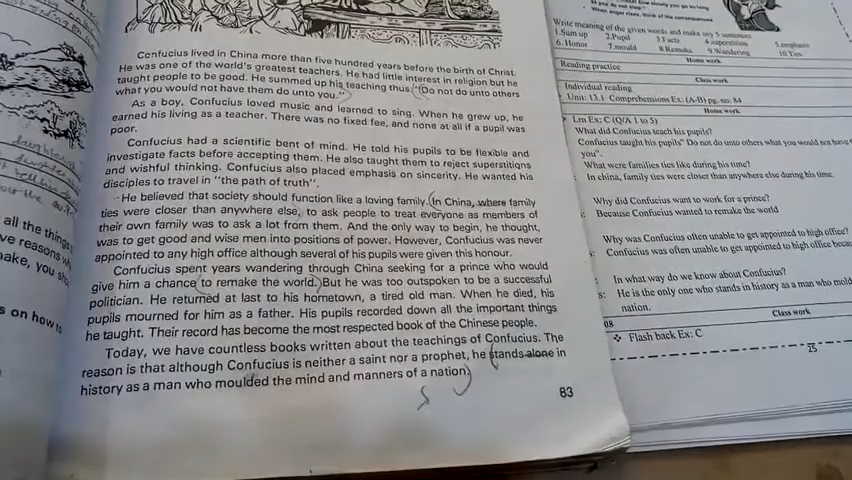 Confucius lived in China more than five hundred years before the birth of Christ.
He was one of the world's greatest teachers. He had little interest in religion but he
taught people to be good. He summed up his teaching thus: "Do not do unto others
what you would not have them do unto you."
As a boy, Confucius loved music and learned to sing. When he grew up, he
earned his living as a teacher. There was no fixed fee, and none at all if a pupil was
poor.
Confucius had a scientific bent of mind. He told his pupils to be flexible and
investigate facts before accepting them. He also taught them to reject superstitions
and wishful thinking. Confucius also placed emphasis on sincerity. He wanted his
disciples to travel in "the path of truth".
He believed that society should function like a loving family. (In China, where family
ties were closer than anywhere else, to ask people to treat everyone as members of
their own family was to ask a lot from them. And the only way to begin, he thought,
was to get good and wise men into positions of power. However, Confucius was never
appointed to any high office although several of his pupils were given this honour.
Confucius spent years wandering through China seeking for a prince who would
give him a chance (to remake the world.) But he was too outspoken to be a successful
politician. He returned at last to his hometown, a tired old man. When he died, his
pupils mourned for him as a father. His pupils recorded down all the important things
he taught. Their record has become the most respected book of the Chinese people.
Today, we have countless books written about the teachings of Confucius. The
reason is that although Confucius is neither a saint nor a prophet, he (stands alone in
history as a man who moulded the mind and manners of a nation)
83
all the things
ve reasons
ake, you
s on how to
Write meaning of the given words and make any 5 sentences
1.Sum up 2.Pupil 3.Facts 4.superstition 5.emphasis
6.Honor 7.mould 8.Remake 9.Wandering 10.Ties
Home work
Reading practice
Class work
Individual reading
Unit: 13.1 Comprehensions Ex: (A-B) pg. no: 84
Home work
Lrn Ex: C (Q/A 1 to 5)
What did Confucius teach his pupils?
Confucius taught his pupils" Do not do unto others what you would not have
you".
What were families ties like during his time?
In china, family ties were closer than anywhere else during his time.
Why did Confucius want to work for a prince?
Because Confucius wanted to remake the world
Why was Confucius often unable to get appointed to high office?
Confucius was often unable to get appointed to high office
In what way do we know about Confucius?
s: He is the only one who stands in history as a man who
nation.
Class work
08
Flash back Ex: C
25